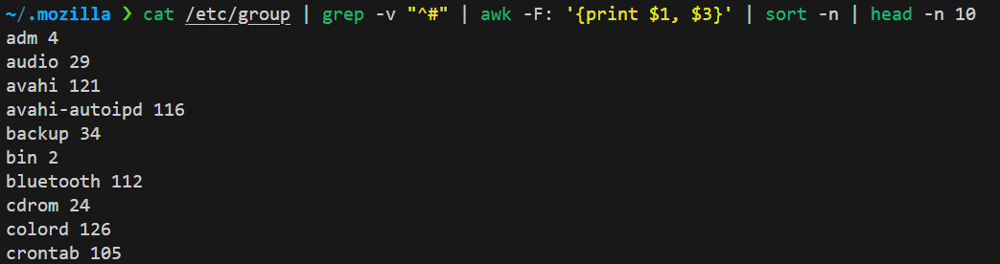 ~/.mozilla ❯ cat /etc/group | grep -v "^#" | awk -F: '{print $1, $3}' | sort -n | head -n 10
adm 4
audio 29
avahi 121
avahi-autoipd 116
backup 34
bin 2
bluetooth 112
cdrom 24
colord 126
crontab 105